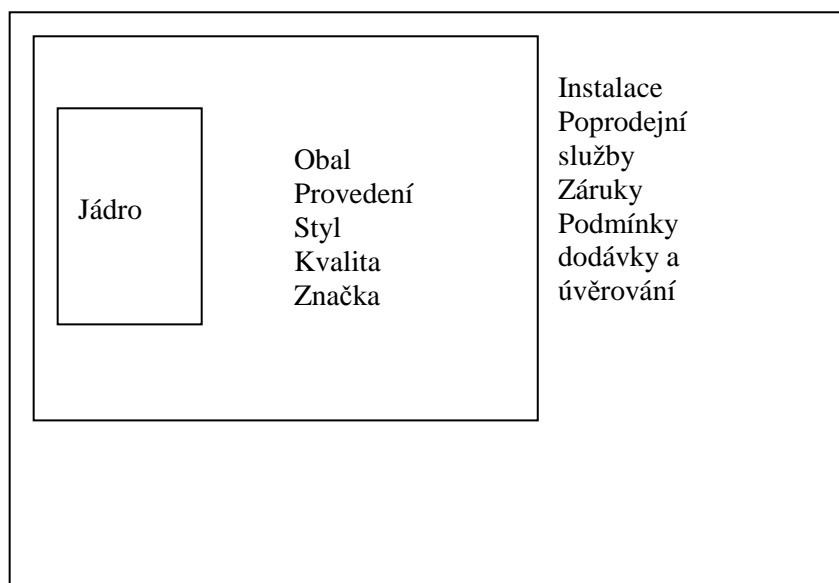 Jádro
Obal
Provedení
Styl
Kvalita
Značka
Instalace
Poprodejní
služby
Záruky
Podmínky
dodávky a
úvěrování